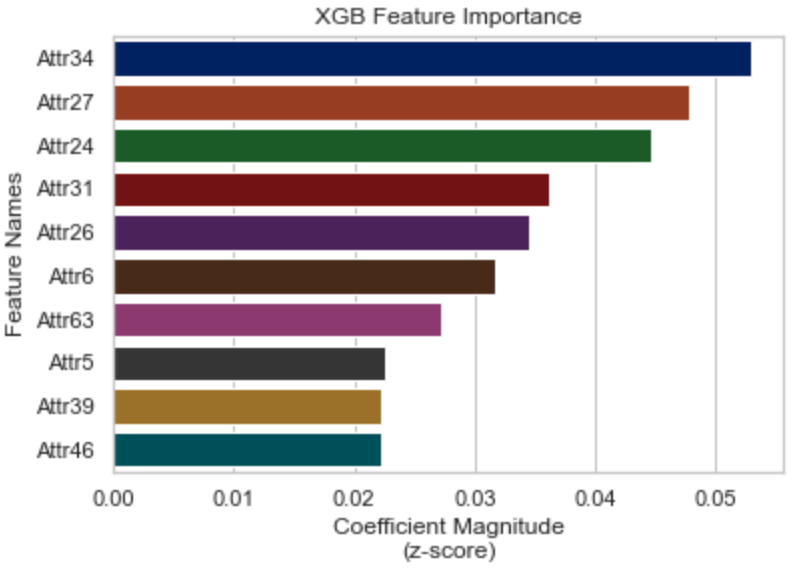 XGB Feature Importance
Feature Names
Attr34
Attr27
Attr24
Attr31
Attr26
Attr6
Attr63
Attr5
Attr39
Attr46
0.00 0.01 0.02 0.03 0.04 0.05
Coefficient Magnitude
(z-score)